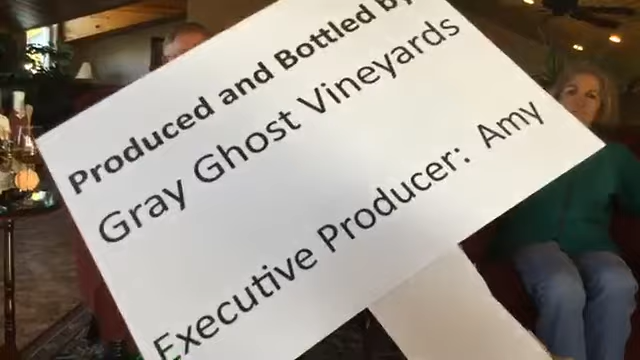 Produced and Bottled by
Gray Ghost Vineyards
Executive Producer: Amy